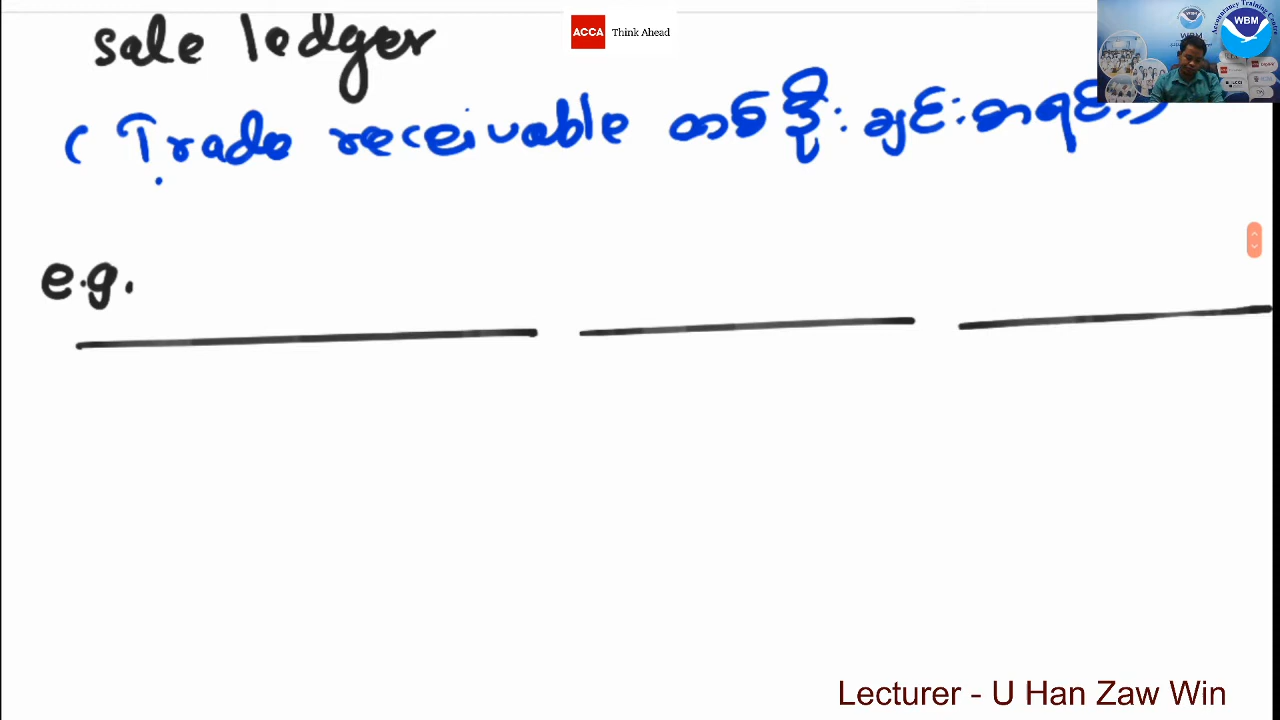 sale ledger
ACCA Think Ahead
( Trade receivable တစ်ဦးချင်းစာရင်း)
e.g.
WBM
Lecturer - U Han Zaw Win